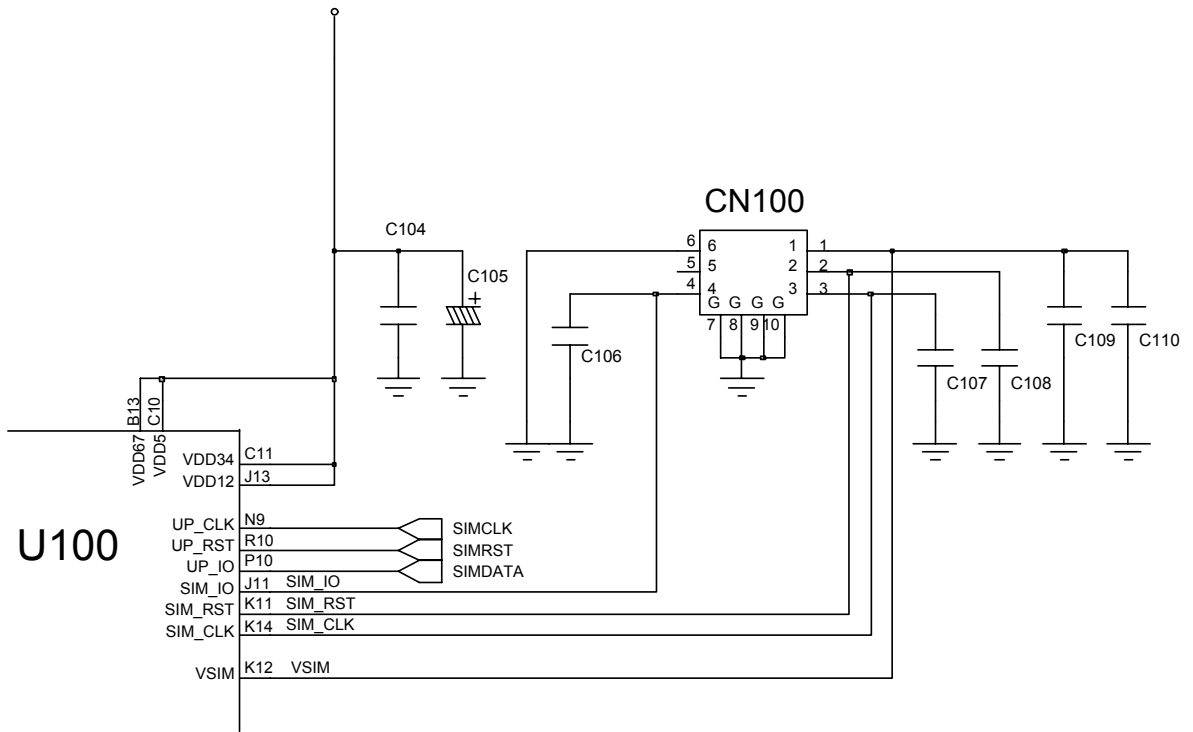 CN100
C104
6 6 1 1
5 5 2 2
4 4 3 3
G G G G
7 8 9 10
C105
+
C106
C109
C110
C107
C108
B13
C10
VDD67
VDD5
VDD34 C11
VDD12 J13
U100
UP_CLK N9 SIMCLK
UP_RST R10 SIMRST
UP_IO P10 SIMDATA
SIM_IO J11 SIM_IO
SIM_RST K11 SIM_RST
SIM_CLK K14 SIM_CLK
VSIM K12 VSIM